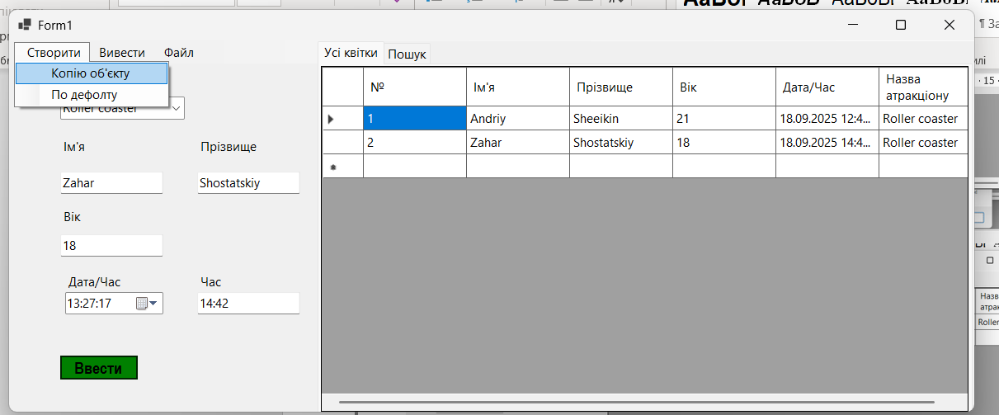 Form1
Створити Вивести Файл
Копію об'єкту
По дефолту
Roller coaster
Ім'я Прізвище
Zahar Shostatskiy
Вік
18
Дата/Час Час
13:27:17 14:42
Ввести
Усі квітки Пошук
№ Ім'я Прізвище Вік Дата/Час Назва
атракціону
1 Andriy Sheeikin 21 18.09.2025 12:4... Roller coaster
2 Zahar Shostatskiy 18 18.09.2025 14:4... Roller coaster